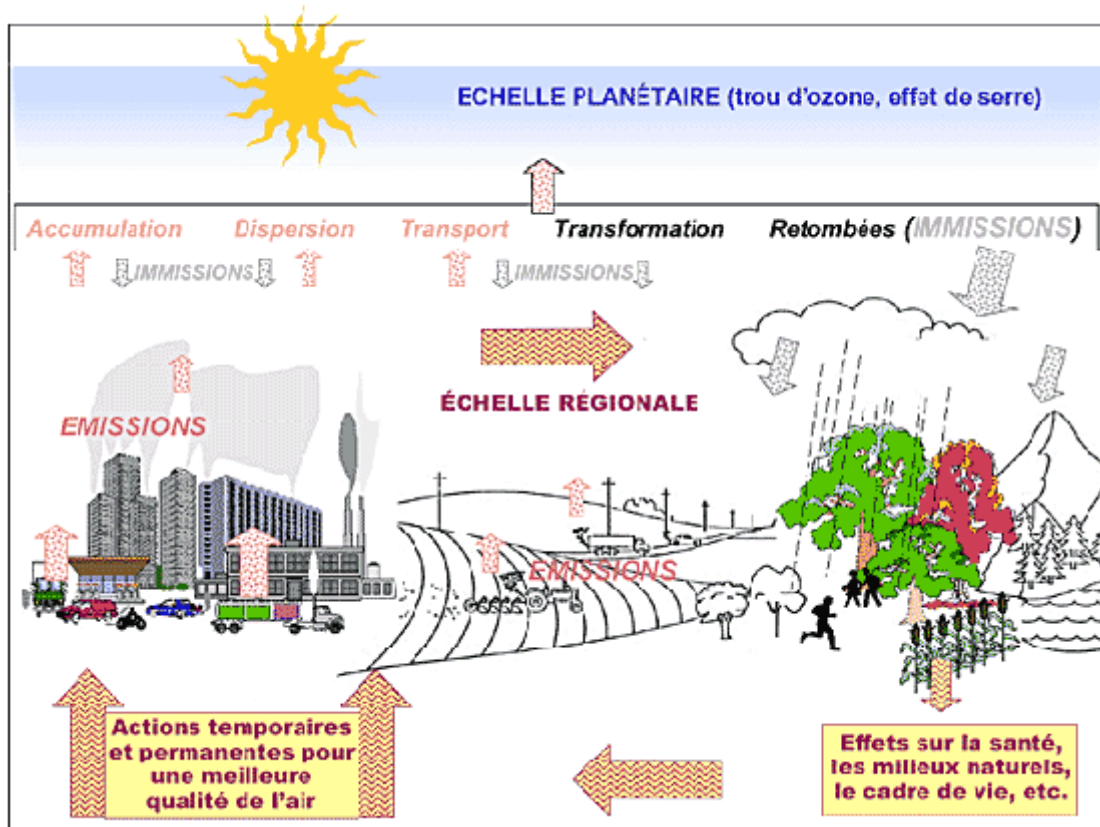 ECHELLE PLANÉTAIRE (trou d'ozone, effet de serre)
Accumulation Dispersion Transport Transformation Retombées (IMMISSIONS)
IMMISSIONS IMMISSIONS
ÉCHELLE RÉGIONALE
EMISSIONS
EMISSIONS
Actions temporaires
et permanentes pour
une meilleure
qualité de l'air
Effets sur la santé,
les milieux naturels,
le cadre de vie, etc.